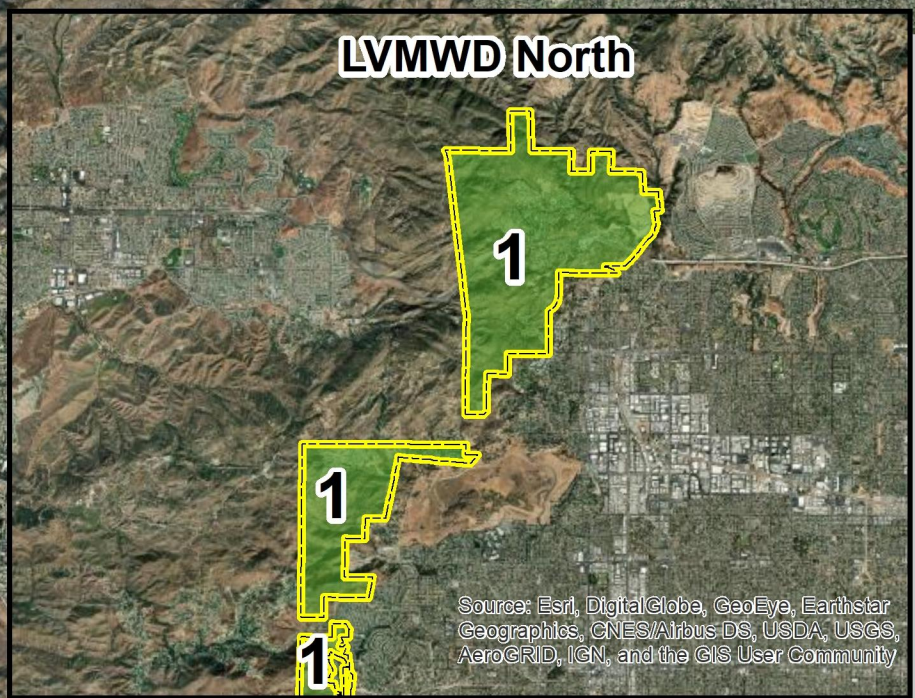 LVMWD North
1
1
1
Source: Esri, DigitalGlobe, GeoEye, Earthstar
Geographics, CNES/Airbus DS, USDA, USGS,
AeroGRID, IGN, and the GIS User Community